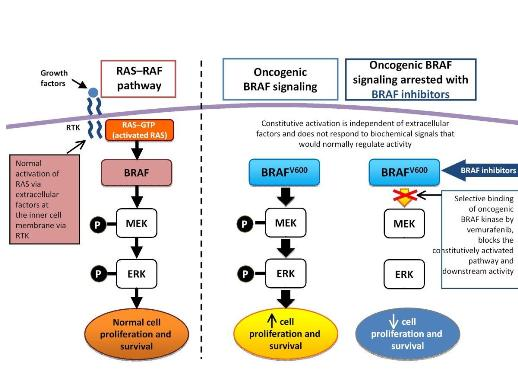 Growth
factors
RAS–RAF
pathway
RTK
RAS–GTP
(activated RAS)
Normal
activation of
RAS via
extracellular
factors at
the inner cell
membrane via
RTK
BRAF
P
MEK
P
ERK
Normal cell
proliferation and
survival
Oncogenic
BRAF signaling
Oncogenic BRAF
signaling arrested with
BRAF inhibitors
Constitutive activation is independent of extracellular
factors and does not respond to biochemical signals that
would normally regulate activity
BRAFV600
P
MEK
P
ERK
cell
proliferation and
survival
BRAFV600
BRAF inhibitors
MEK
ERK
Selective binding
of oncogenic
BRAF kinase by
vemurafenib,
blocks the
constitutively activated
pathway and
downstream activity
cell
proliferation and
survival